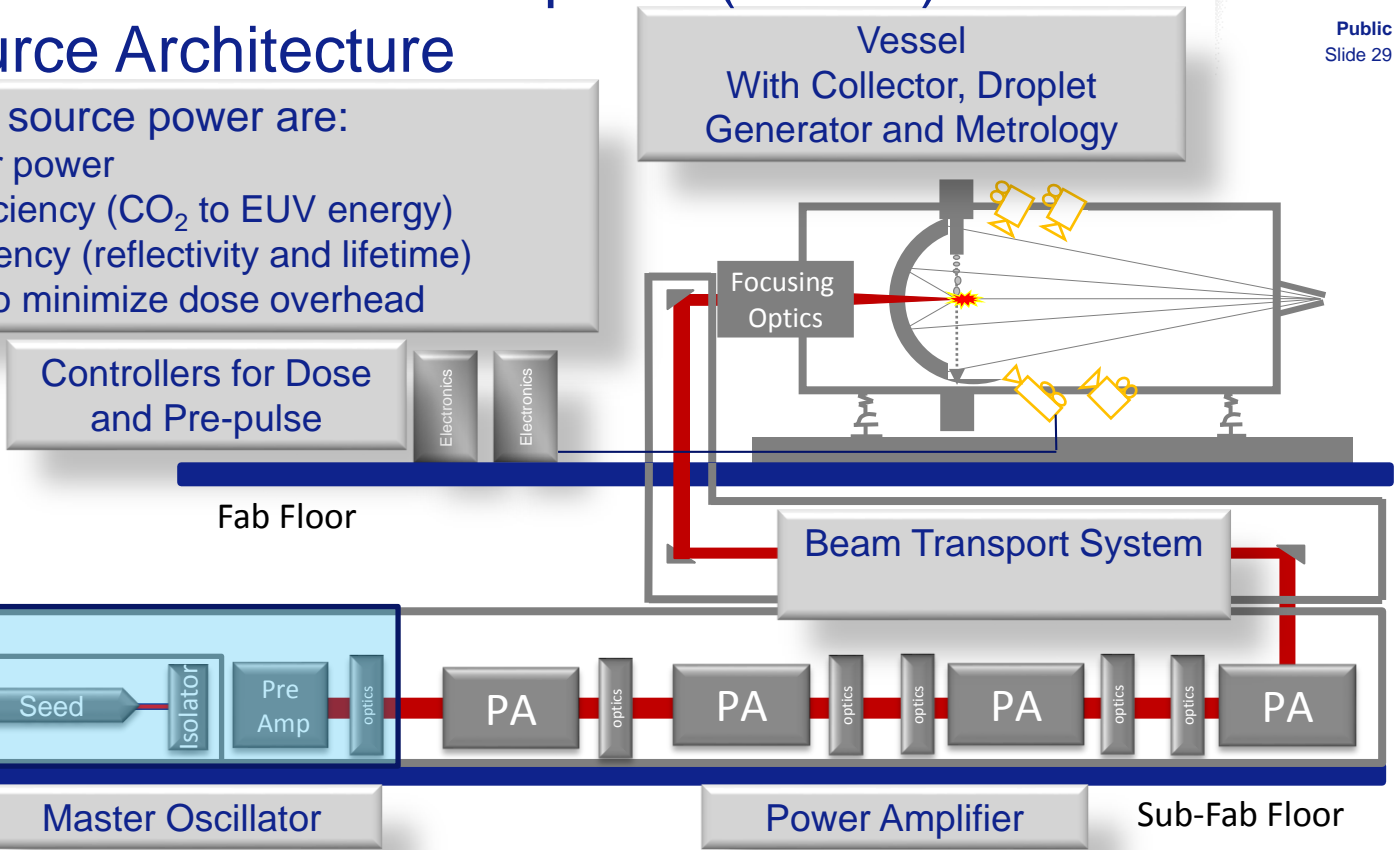 urce Architecture
Public
Slide 29
source power are:
r power
ciency (CO₂ to EUV energy)
ency (reflectivity and lifetime)
o minimize dose overhead
Vessel
With Collector, Droplet
Generator and Metrology
Focusing
Optics
Controllers for Dose
and Pre-pulse
Electronics
Electronics
Fab Floor
Beam Transport System
Seed
Isolator
Pre
Amp
optics
PA
optics
PA
optics
optics
PA
optics
optics
PA
Master Oscillator
Power Amplifier
Sub-Fab Floor